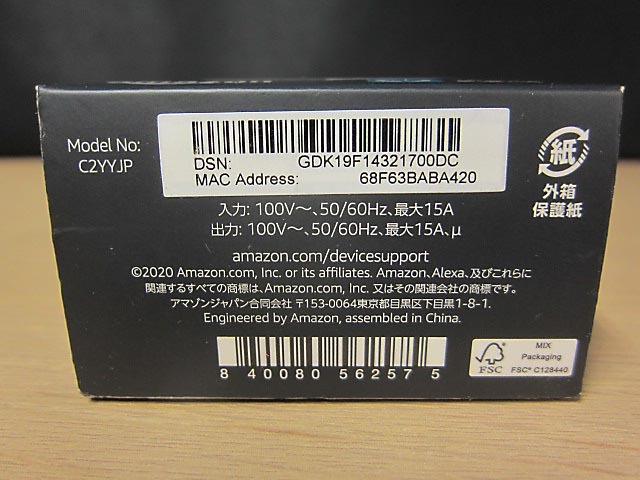 Model No:
C2YYJP
DSN: GDK19F14321700DC
MAC Address: 68F63BABA420
紙
外箱
保護紙
入力: 100V〜、50/60Hz、最大15A
出力: 100V〜、50/60Hz、最大15A、μ
amazon.com/devicesupport
©2020 Amazon.com, Inc. or its affiliates. Amazon、Alexa、及びこれらに
関連するすべての商標は、Amazon.com, Inc. 又はその関連会社の商標です。
アマゾンジャパン合同会社 〒153-0064東京都目黒区下目黒1-8-1.
Engineered by Amazon, assembled in China.
8 40080 56257 5
FSC
MIX
Packaging
FSC® C128440